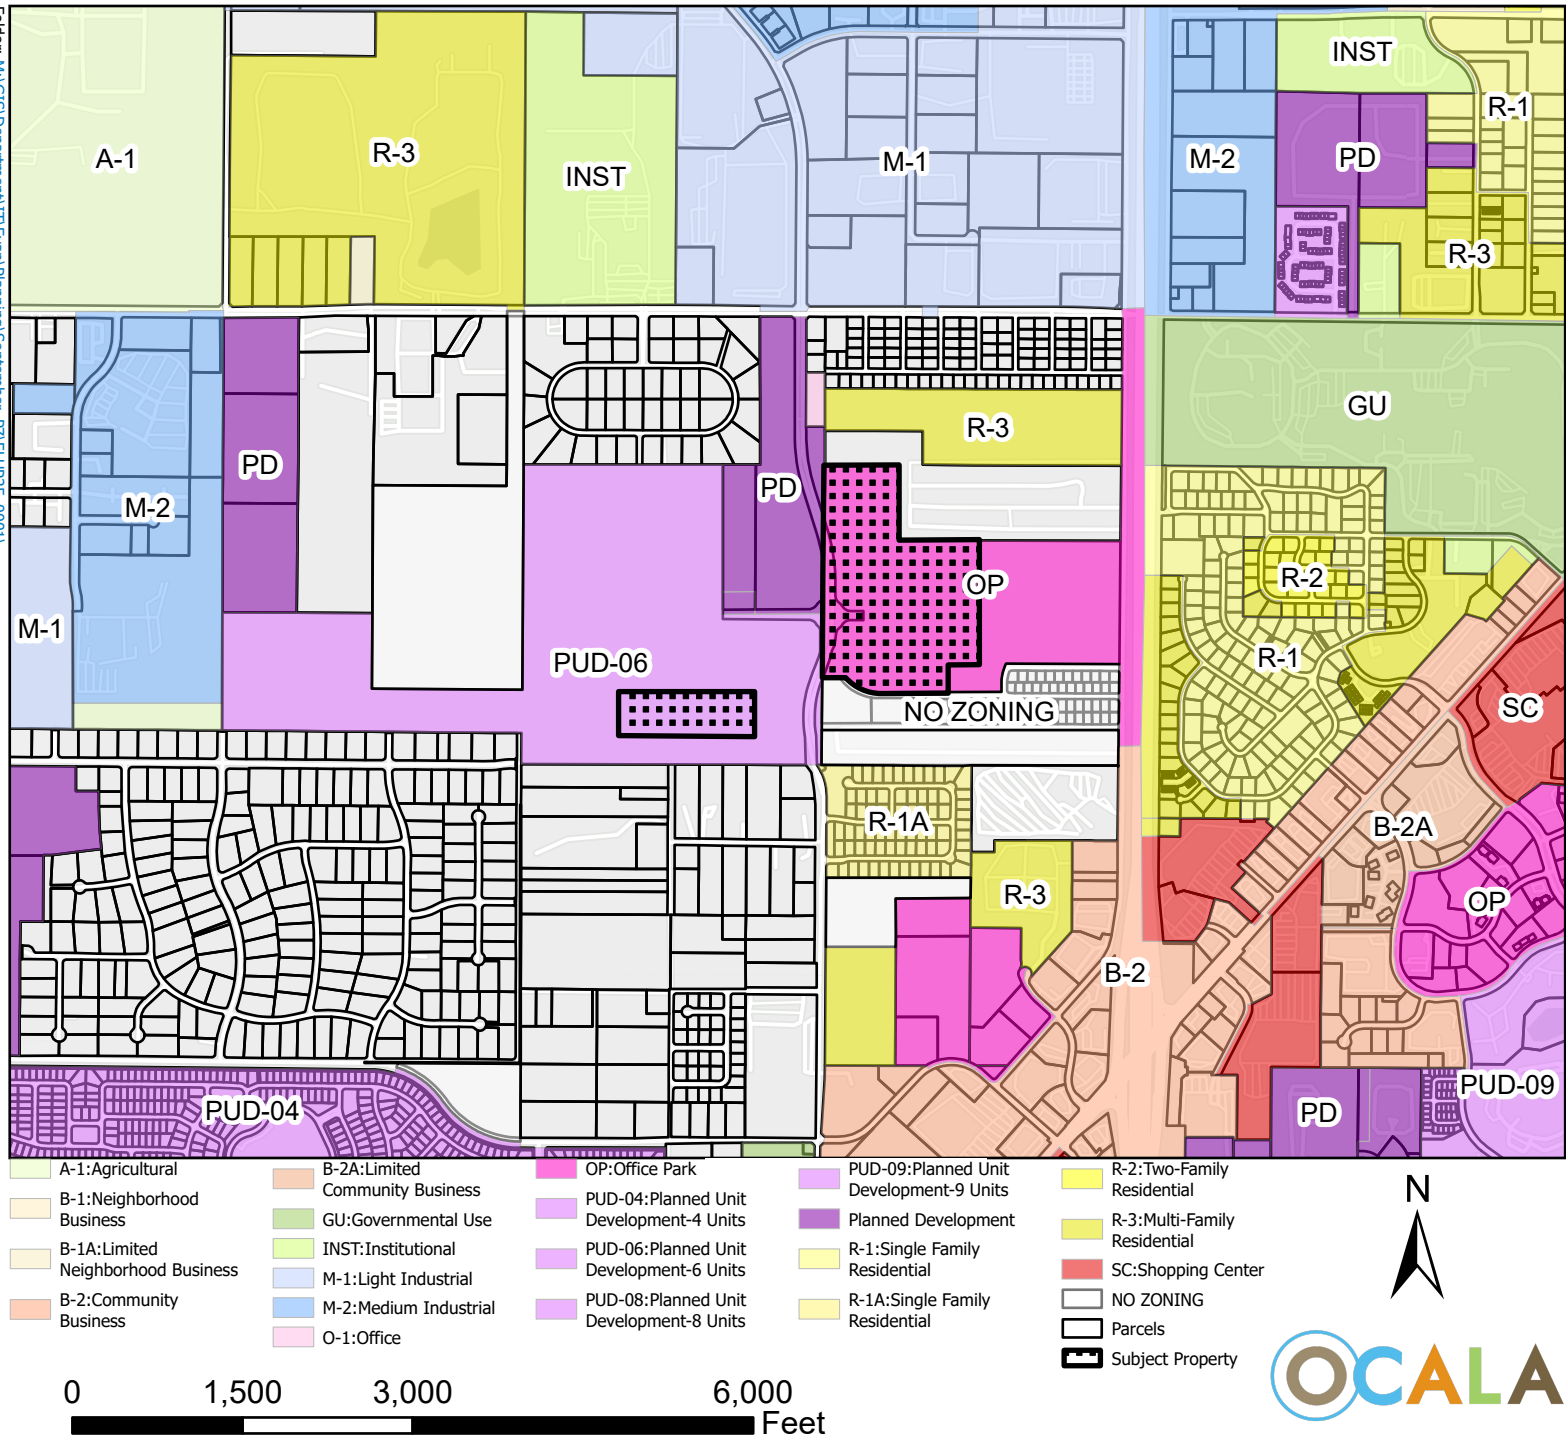 INST
R-1
A-1
R-3
INST
M-1
M-2
PD
R-3
GU
R-3
PD
M-2
PD
OP
R-2
M-1
PUD-06
R-1
NO ZONING
SC
R-1A
B-2A
R-3
OP
B-2
PUD-04
PD
PUD-09
A-1:Agricultural
B-1:Neighborhood
Business
B-1A:Limited
Neighborhood Business
B-2:Community
Business
B-2A:Limited
Community Business
GU:Governmental Use
INST:Institutional
M-1:Light Industrial
M-2:Medium Industrial
O-1:Office
OP:Office Park
PUD-04:Planned Unit
Development-4 Units
PUD-06:Planned Unit
Development-6 Units
PUD-08:Planned Unit
Development-8 Units
PUD-09:Planned Unit
Development-9 Units
Planned Development
R-1:Single Family
Residential
R-1A:Single Family
Residential
R-2:Two-Family
Residential
R-3:Multi-Family
Residential
SC:Shopping Center
NO ZONING
Parcels
Subject Property
N
0 1,500 3,000 6,000
Feet
OCALA